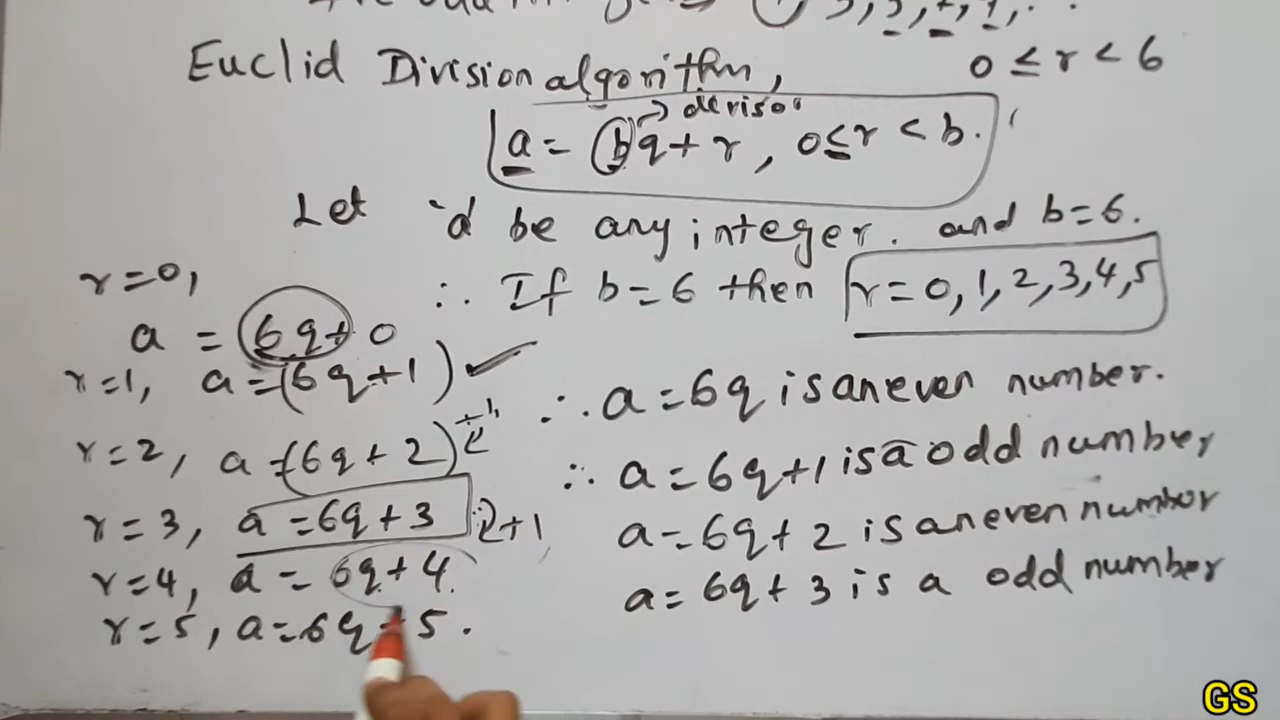 Euclid Division algorithm, 0 ≤ r < 6
→ deviso
a = bq + r, 0 ≤ r < b.
Let 'a' be any integer. and b = 6.
r = 0, ∴ If b = 6 then r = 0, 1, 2, 3, 4, 5
a = 6q + 0
r = 1, a = (6q + 1) ✓ ∴ a = 6q is an even number.
r = 2, a = (6q + 2) ∴ a = 6q + 1 is a odd number,
r = 3, a = 6q + 3 2+1 a = 6q + 2 is an even number
r = 4, a = 6q + 4 a = 6q + 3 is a odd number
r = 5, a = 6q + 5.
GS